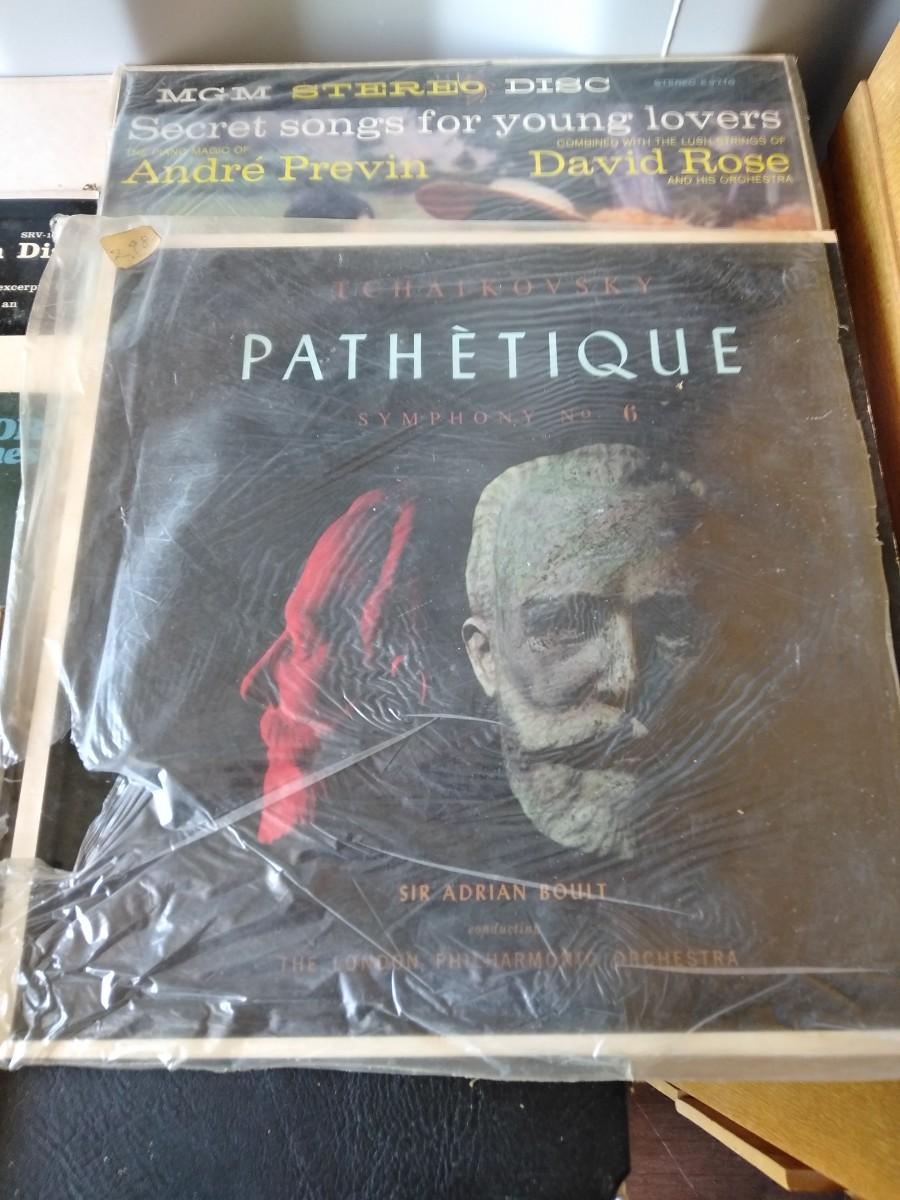 MGM STEREO DISC
Secret songs for young lovers
THE PIANO MAGIC OF
André Previn
COMBINED WITH THE LUSH STRINGS OF
David Rose
AND HIS ORCHESTRA
2.98
TCHAIKOVSKY
PATHÈTIQUE
SYMPHONY No 6
SIR ADRIAN BOULT
conducting
THE LONDON PHILHARMONIC ORCHESTRA